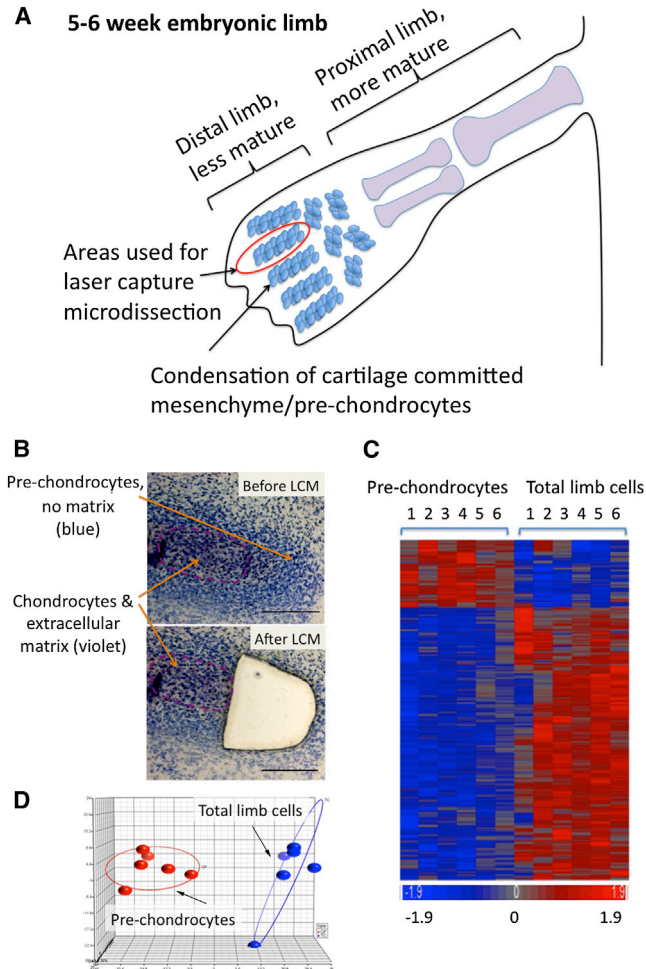 A
5-6 week embryonic limb
Proximal limb,
more mature
Distal limb,
less mature
Areas used for
laser capture
microdissection
Condensation of cartilage committed
mesenchyme/pre-chondrocytes
B
Pre-chondrocytes,
no matrix
(blue)
Before LCM
Chondrocytes &
extracellular
matrix (violet)
After LCM
C
Pre-chondrocytes Total limb cells
1 2 3 4 5 6 1 2 3 4 5 6
-1.9 0 1.9
-1.9 0 1.9
D
Total limb cells
Pre-chondrocytes